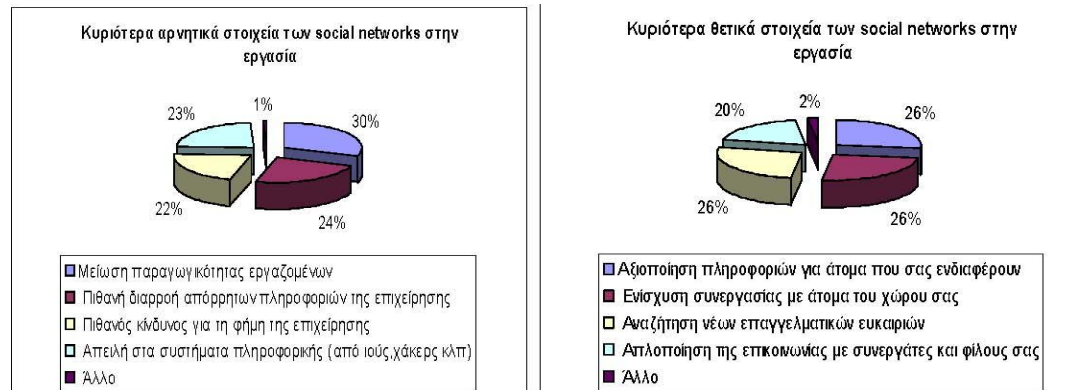 Κυριότερα αρνητικά στοιχεία των social networks στην
εργασία
1%
23%
30%
22%
24%
Μείωση παραγωγικότητας εργαζομένων
Πιθανή διαρροή απόρρητων πληροφοριών της επιχείρησης
Πιθανός κίνδυνος για τη φήμη της επιχείρησης
Απειλή στα συστήματα πληροφορικής (από ιούς,χάκερς κλπ)
Άλλο
Κυριότερα θετικά στοιχεία των social networks στην
εργασία
2%
20%
26%
26%
26%
Αξιοποίηση πληροφοριών για άτομα που σας ενδιαφέρουν
Ενίσχυση συνεργασίας με άτομα του χώρου σας
Αναζήτηση νέων επαγγελματικών ευκαιριών
Απλοποίηση της επικοινωνίας με συνεργάτες και φίλους σας
Άλλο